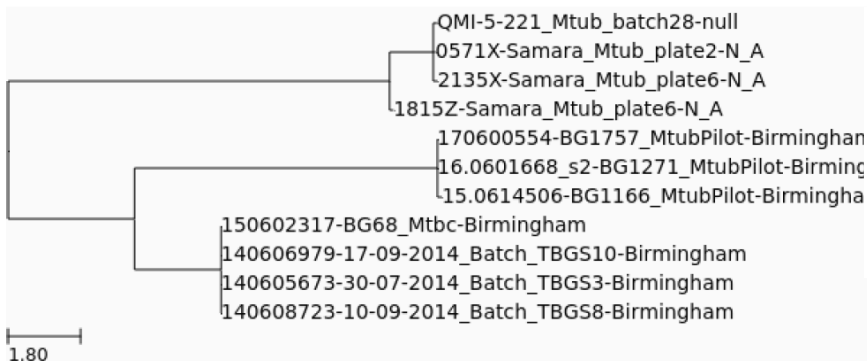 QMI-5-221_Mtub_batch28-null
0571X-Samara_Mtub_plate2-N_A
2135X-Samara_Mtub_plate6-N_A
1815Z-Samara_Mtub_plate6-N_A
170600554-BG1757_MtubPilot-Birmingham
16.0601668_s2-BG1271_MtubPilot-Birming
15.0614506-BG1166_MtubPilot-Birmingha
150602317-BG68_Mtbc-Birmingham
140606979-17-09-2014_Batch_TBGS10-Birmingham
140605673-30-07-2014_Batch_TBGS3-Birmingham
140608723-10-09-2014_Batch_TBGS8-Birmingham
1.80